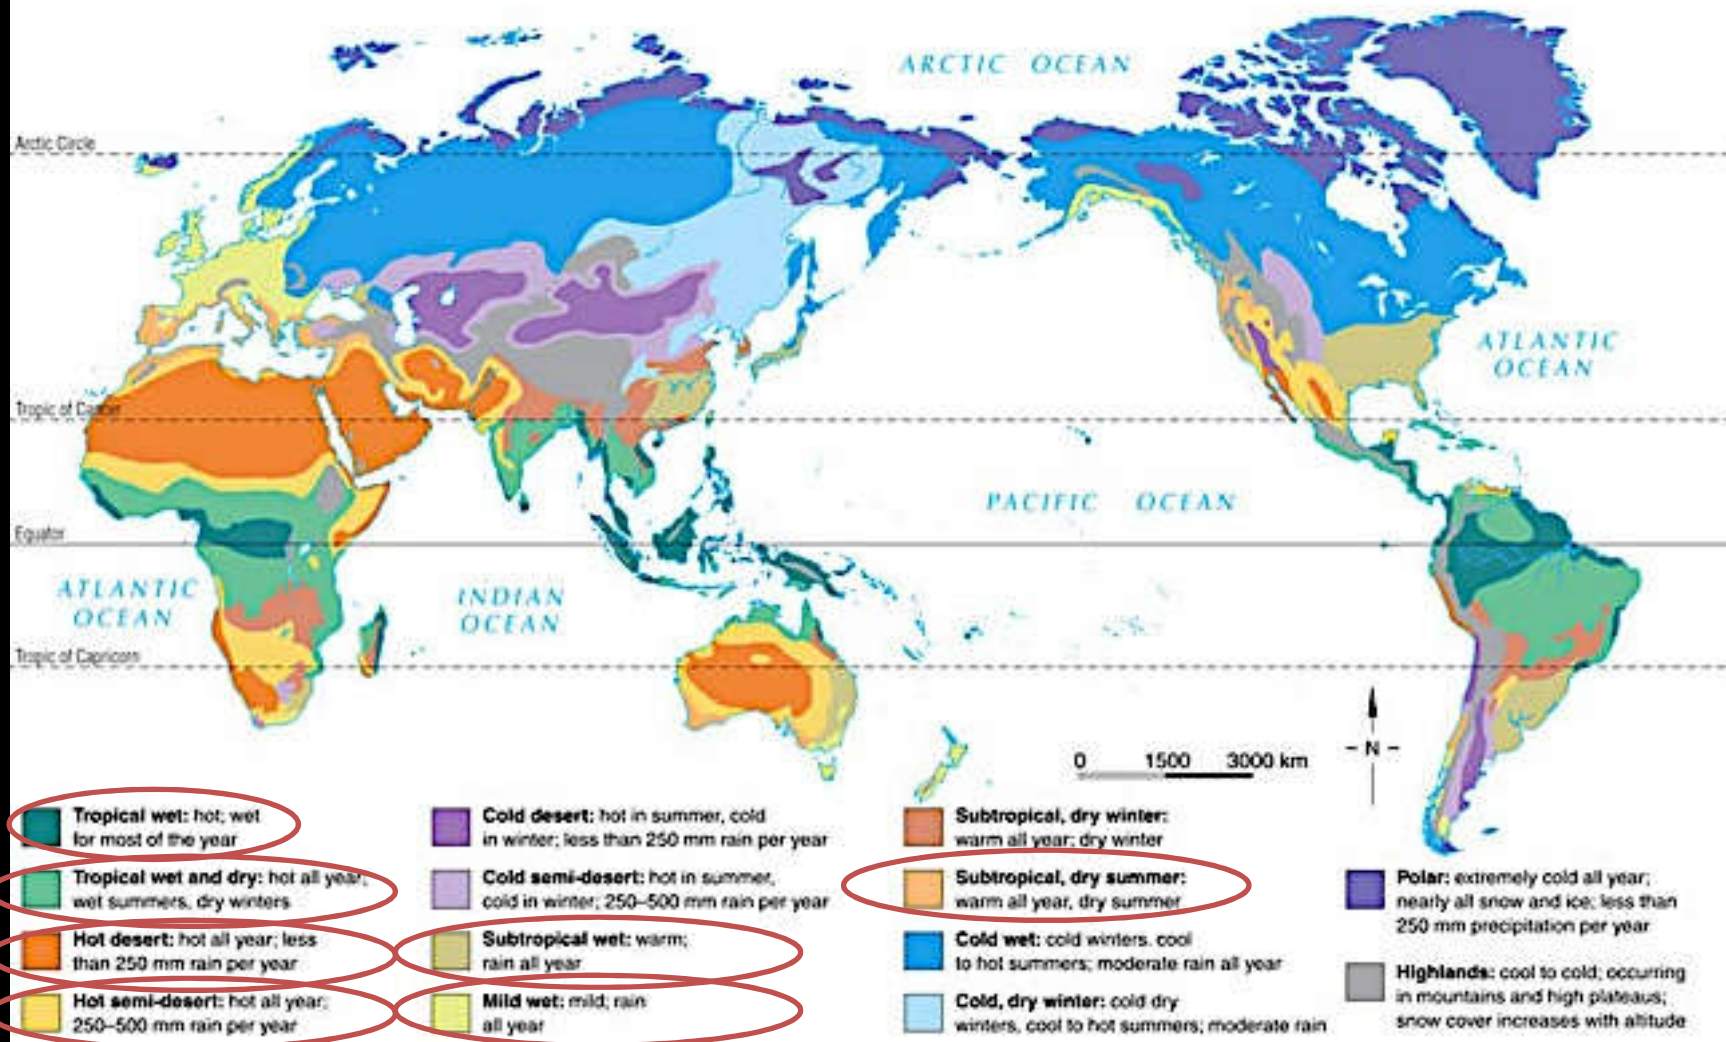 ARCTIC OCEAN
Arctic Circle
ATLANTIC
OCEAN
Tropic of Cancer
PACIFIC OCEAN
Equator
ATLANTIC
OCEAN
INDIAN
OCEAN
Tropic of Capricorn
N
0 1500 3000 km
Tropical wet: hot; wet
for most of the year
Tropical wet and dry: hot all year;
wet summers, dry winters
Hot desert: hot all year; less
than 250 mm rain per year
Hot semi-desert: hot all year;
250–500 mm rain per year
Cold desert: hot in summer, cold
in winter; less than 250 mm rain per year
Cold semi-desert: hot in summer,
cold in winter; 250–500 mm rain per year
Subtropical wet: warm;
rain all year
Mild wet: mild; rain
all year
Subtropical, dry winter:
warm all year; dry winter
Subtropical, dry summer:
warm all year, dry summer
Cold wet: cold winters, cool
to hot summers; moderate rain all year
Cold, dry winter: cold dry
winters, cool to hot summers; moderate rain
Polar: extremely cold all year;
nearly all snow and ice; less than
250 mm precipitation per year
Highlands: cool to cold; occurring
in mountains and high plateaus;
snow cover increases with altitude